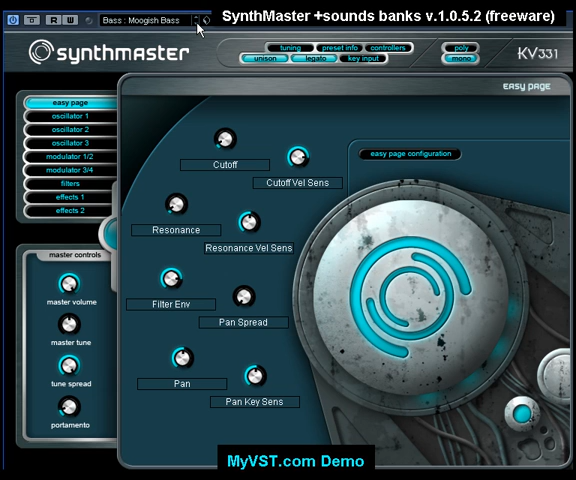 SynthMaster +sounds banks v.1.0.5.2 (freeware)
R W
Bass : Moogish Bass
synthmaster
tuning preset info controllers
unison legato key input
poly
mono
KV331
EASY PAGE
easy page
oscillator 1
oscillator 2
oscillator 3
modulator 1/2
modulator 3/4
filters
effects 1
effects 2
easy page configuration
Cutoff
Cutoff Vel Sens
Resonance
Resonance Vel Sens
Filter Env
Pan Spread
Pan
Pan Key Sens
master controls
master volume
master tune
tune spread
portamento
MyVST.com Demo